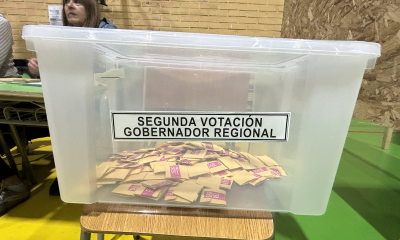 SEGUNDA VOTACIÓN
GOBERNADOR REGIONAL